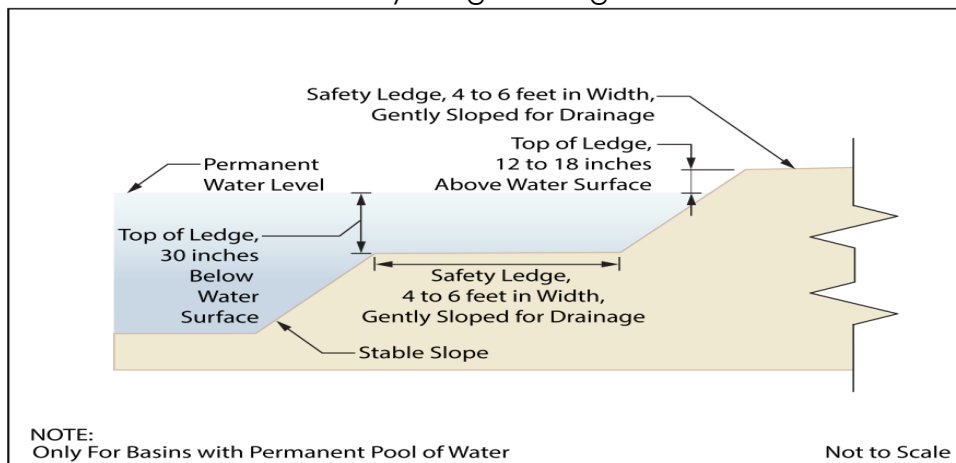 Safety Ledge, 4 to 6 feet in Width,
Gently Sloped for Drainage
Top of Ledge,
12 to 18 inches
Above Water Surface
Permanent
Water Level
Top of Ledge,
30 inches
Below
Water
Surface
Safety Ledge,
4 to 6 feet in Width,
Gently Sloped for Drainage
Stable Slope
NOTE:
Only For Basins with Permanent Pool of Water
Not to Scale